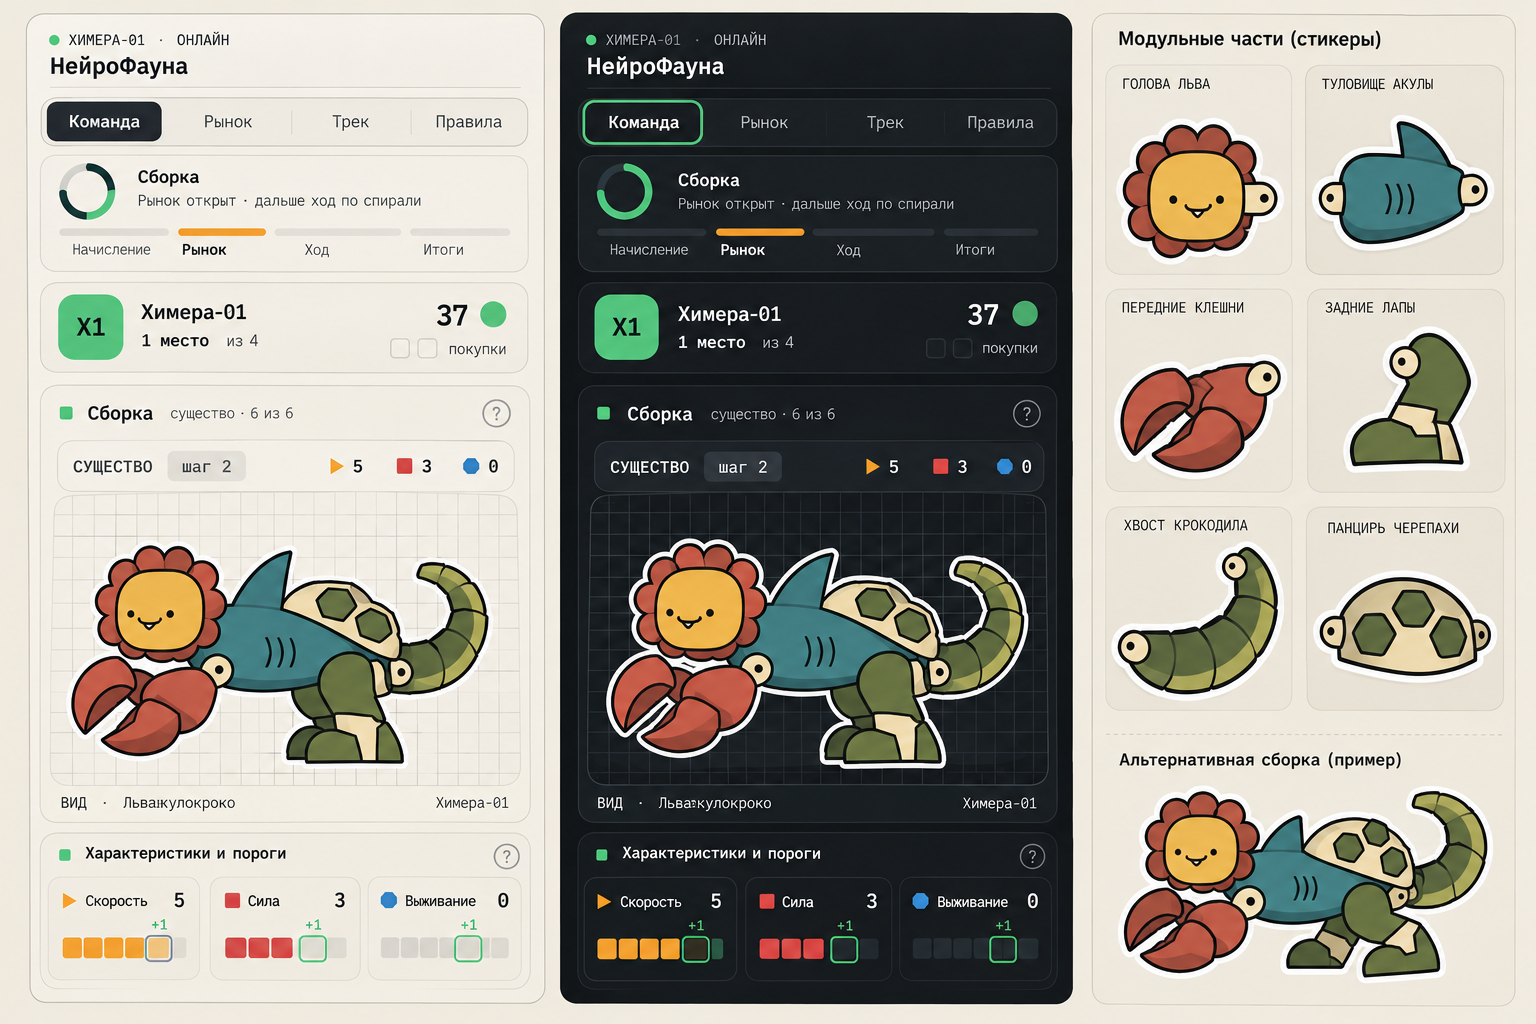 ХИМЕРА-01 · ОНЛАЙН
НейроФауна
Команда
Рынок
Трек
Правила
Сборка
Рынок открыт · дальше ход по спирали
Начисление
Рынок
Ход
Итоги
X1
Химера-01
1 место из 4
37
покупки
Сборка существо · 6 из 6
?
СУЩЕСТВО шаг 2
5
3
0
ВИД ·
Химера-01
Характеристики и пороги
?
Скорость 5
+1
Сила 3
+1
Выживание 0
+1
ХИМЕРА-01 · ОНЛАЙН
НейроФауна
Команда
Рынок
Трек
Правила
Сборка
Рынок открыт · дальше ход по спирали
Начисление
Рынок
Ход
Итоги
X1
Химера-01
1 место из 4
37
покупки
Сборка существо · 6 из 6
?
СУЩЕСТВО шаг 2
5
3
0
ВИД ·
Химера-01
Характеристики и пороги
?
Скорость 5
+1
Сила 3
+1
Выживание 0
+1
Модульные части (стикеры)
ГОЛОВА ЛЬВА
ТУЛОВИЩЕ АКУЛЫ
ПЕРЕДНИЕ КЛЕШНИ
ЗАДНИЕ ЛАПЫ
ХВОСТ КРОКОДИЛА
ПАНЦИРЬ ЧЕРЕПАХИ
Альтернативная сборка (пример)